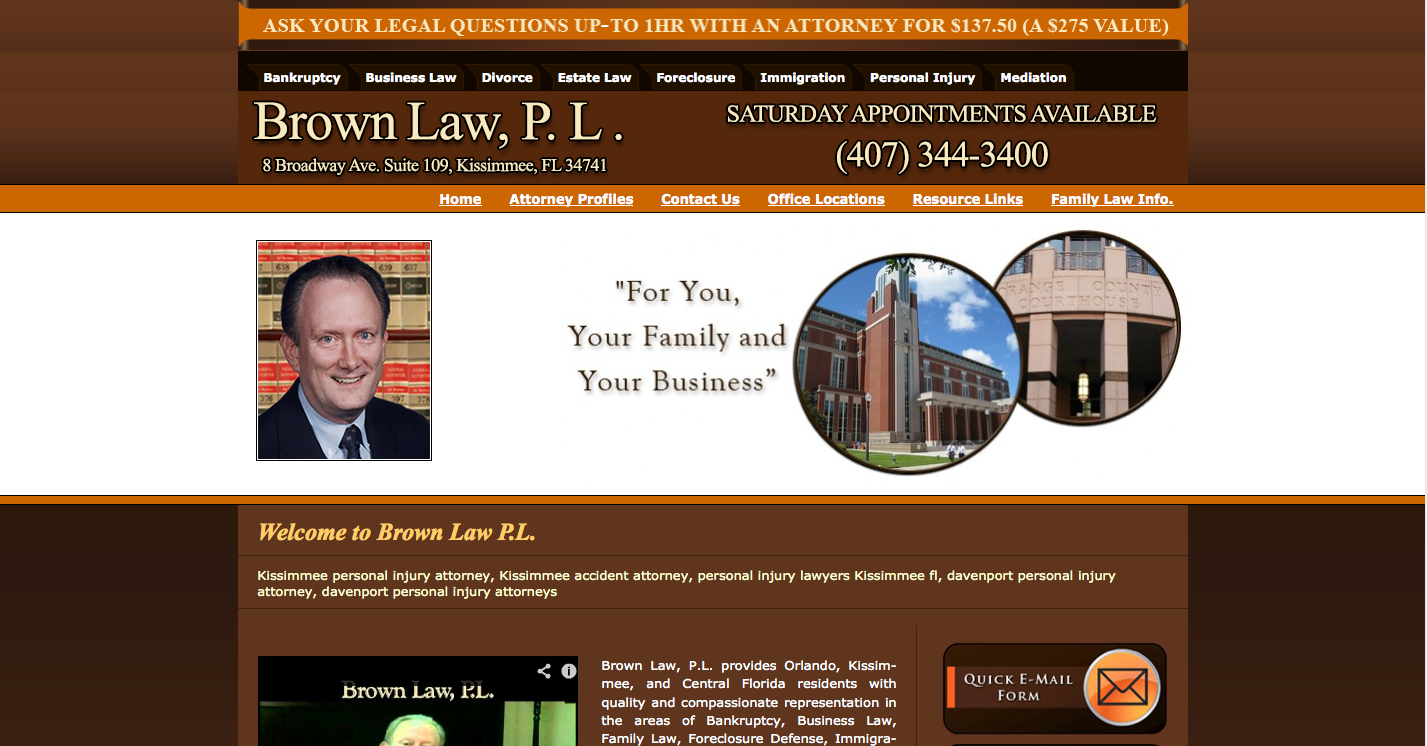 ASK YOUR LEGAL QUESTIONS UP-TO 1HR WITH AN ATTORNEY FOR $137.50 (A $275 VALUE)
Bankruptcy Business Law Divorce Estate Law Foreclosure Immigration Personal Injury Mediation
Brown Law, P. L .
8 Broadway Ave. Suite 109, Kissimmee, FL 34741
SATURDAY APPOINTMENTS AVAILABLE
(407) 344-3400
Home Attorney Profiles Contact Us Office Locations Resource Links Family Law Info.
"For You,
Your Family and
Your Business”
ORANGE COUNTY
COURTHOUSE
Welcome to Brown Law P.L.
Kissimmee personal injury attorney, Kissimmee accident attorney, personal injury lawyers Kissimmee fl, davenport personal injury
attorney, davenport personal injury attorneys
Brown Law, P.L.
Brown Law, P.L. provides Orlando, Kissim-
mee, and Central Florida residents with
quality and compassionate representation in
the areas of Bankruptcy, Business Law,
Family Law, Foreclosure Defense, Immigra-
QUICK E-MAIL
FORM